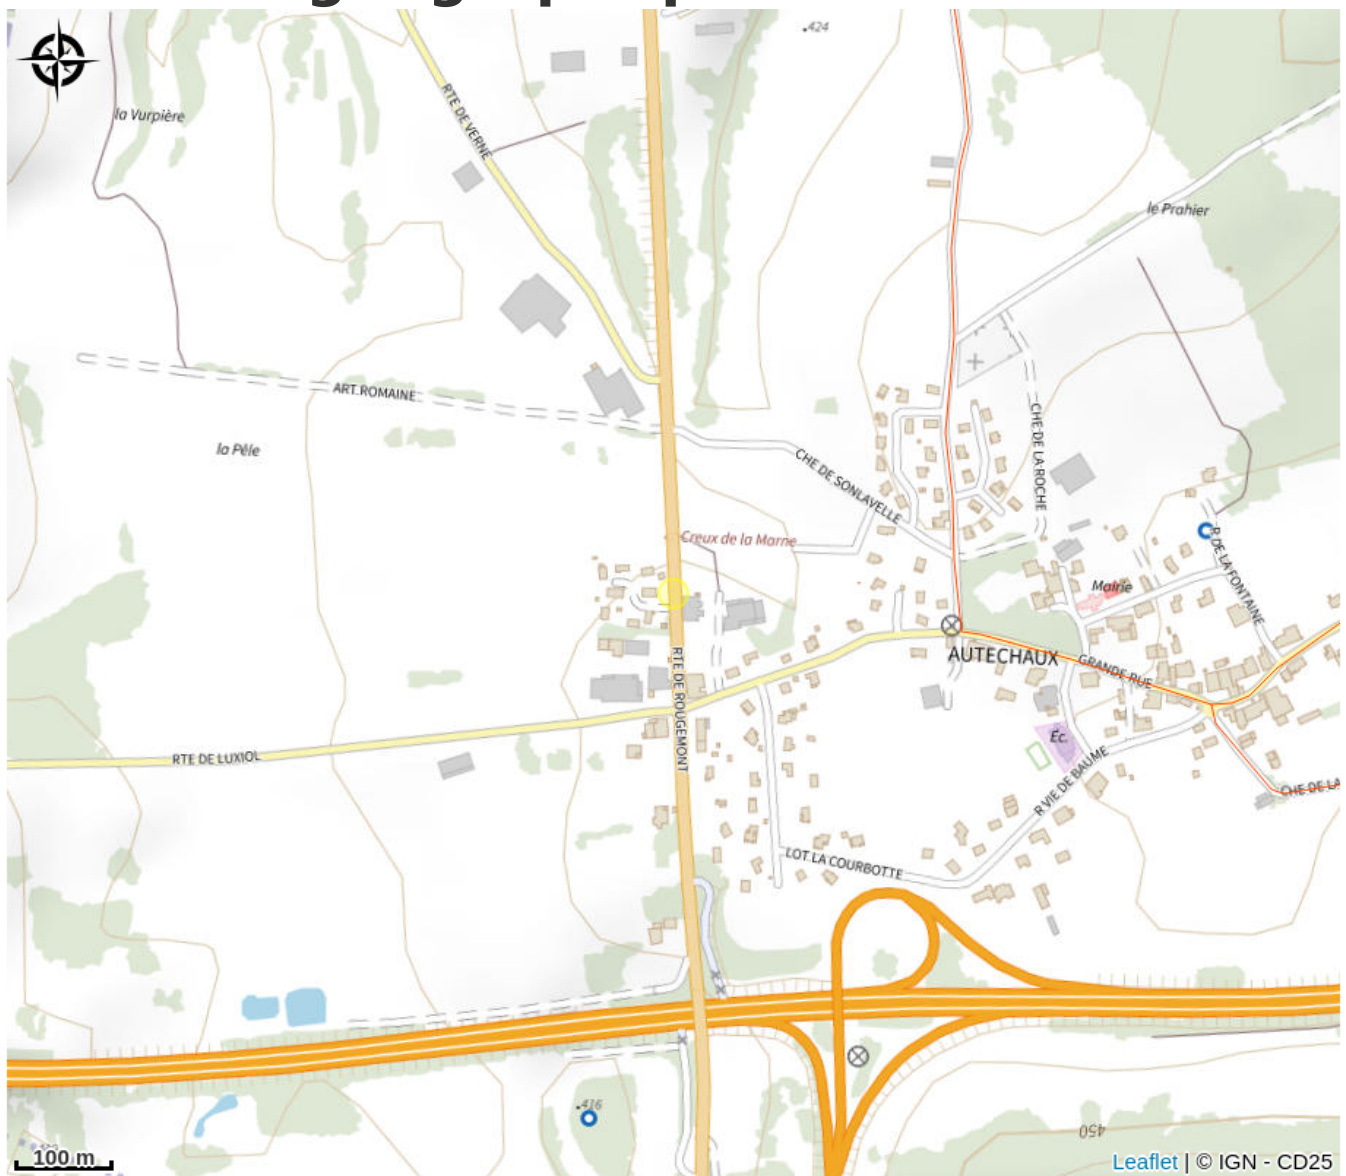 424
la Vurpière
RTE DE VERNE
le Prahier
ART ROMAINE
la Pêle
CHE DE LA ROCHE
CHE DE SONLAVELLE
Creux de la Marne
R DE LA FONTAINE
Mairie
AUTECHAUX
GRANDE RUE
RTE DE ROUGEMONT
Éc.
RTE DE LUXIOL
R VIE DE BAUME
CHE DE LA
LOT LA COURBOTTE
416
450
100 m
Leaflet | © IGN - CD25